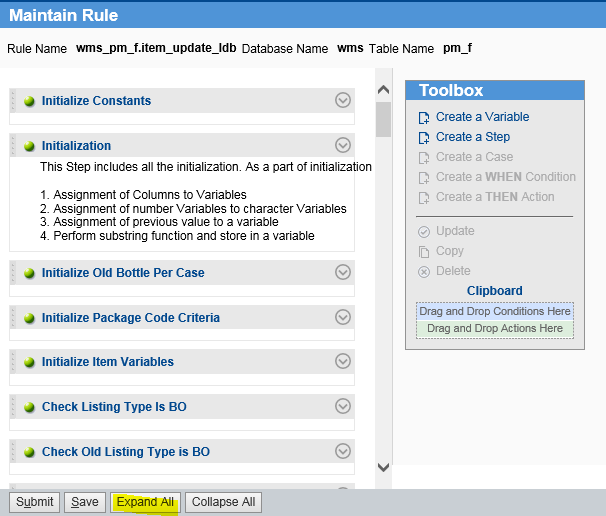 Maintain Rule
Rule Name wms_pm_f.item_update_ldb Database Name wms Table Name pm_f
Initialize Constants
Initialization
This Step includes all the initialization. As a part of initialization
1. Assignment of Columns to Variables
2. Assignment of number Variables to character Variables
3. Assignment of previous value to a variable
4. Perform substring function and store in a variable
Initialize Old Bottle Per Case
Initialize Package Code Criteria
Initialize Item Variables
Check Listing Type Is BO
Check Old Listing Type is BO
Toolbox
Create a Variable
Create a Step
Create a Case
Create a WHEN Condition
Create a THEN Action
Update
Copy
Delete
Clipboard
Drag and Drop Conditions Here
Drag and Drop Actions Here
Submit Save Expand All Collapse All